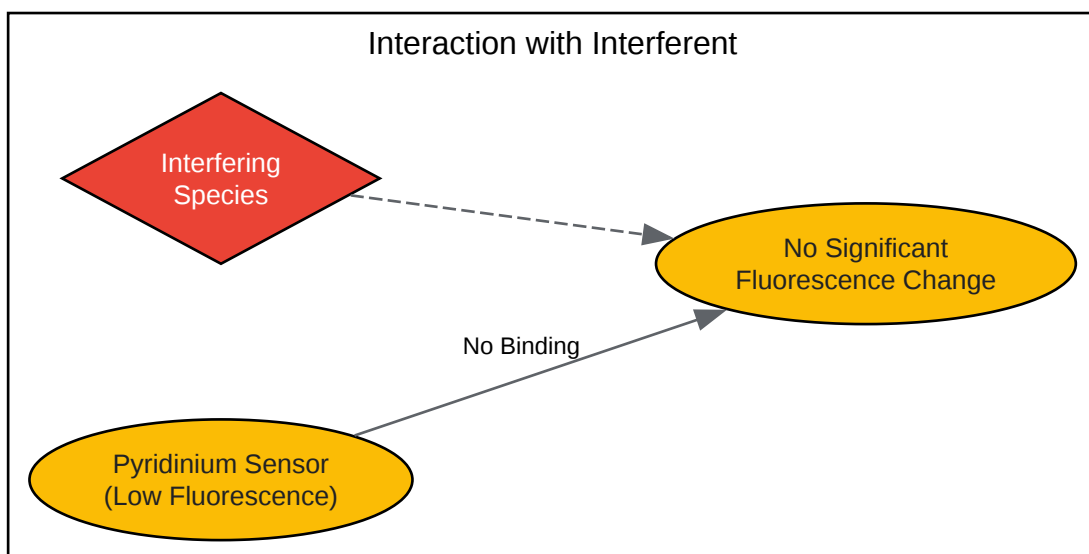 Interaction with Interferent
Interfering
Species
No Significant
Fluorescence Change
No Binding
Pyridinium Sensor
(Low Fluorescence)